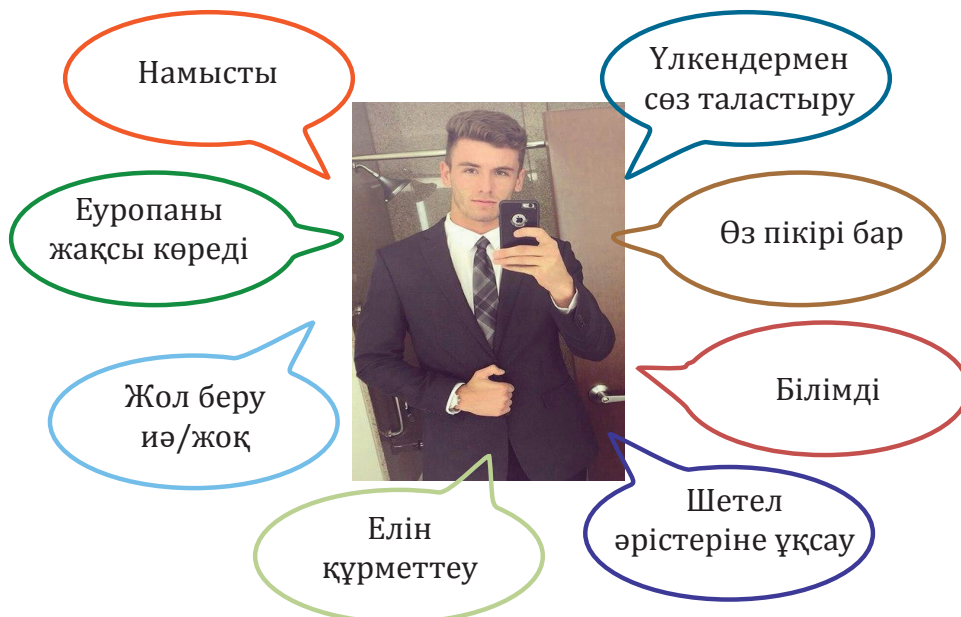 Намысты
Үлкендермен
сөз таластыру
Еуропаны
жақсы көреді
Өз пікірі бар
Жол беру
иә/жоқ
Білімді
Елін
құрметтеу
Шетел
әрістеріне ұқсау